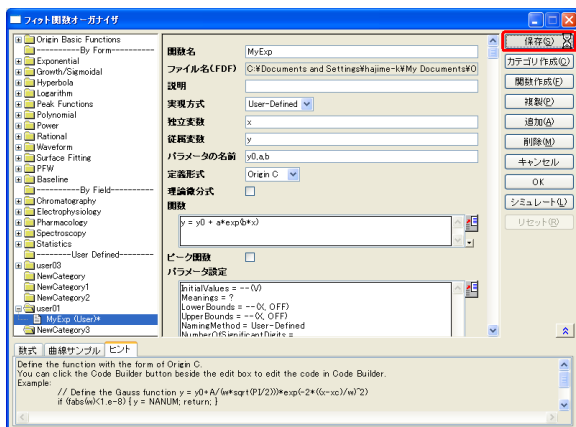 フィット関数オーガナイザ
Origin Basic Functions
----------By Form----------
Exponential
Growth/Sigmoidal
Hyperbola
Logarithm
Peak Functions
Polynomial
Power
Rational
Waveform
Surface Fitting
PFW
Baseline
----------By Field----------
Chromatography
Electrophysiology
Pharmacology
Spectroscopy
Statistics
--------User Defined--------
user03
NewCategory
NewCategory1
NewCategory2
user01
MyExp (User)*
NewCategory3
関数名 MyExp
ファイル名(FDF) C:¥Documents and Settings¥hajime-k¥My Documents¥O
説明
実現方式 User-Defined
独立変数 x
従属変数 y
パラメータの名前 y0,a,b
定義形式 Origin C
理論微分式
関数
y = y0 + a*exp(b*x)
ピーク関数
パラメータ設定
InitialValues = --(V)
Meanings = ?
LowerBounds = --(X, OFF)
UpperBounds = --(X, OFF)
NamingMethod = User-Defined
NumberOfSignificantDigits =
保存(S)
カテゴリ作成(C)
関数作成(F)
複製(P)
追加(A)
削除(M)
キャンセル
OK
シミュレート(L)
リセット(R)
数式 曲線サンプル ヒント
Define the function with the form of Origin C.
You can click the Code Builder button beside the edit box to edit the code in Code Builder.
Example:
// Define the Gauss function y = y0+A/(w*sqrt(PI/2)))*exp(-2*((x-xc)/w)^2)
if (fabs(w)<1.e-8) { y = NANUM; return; }